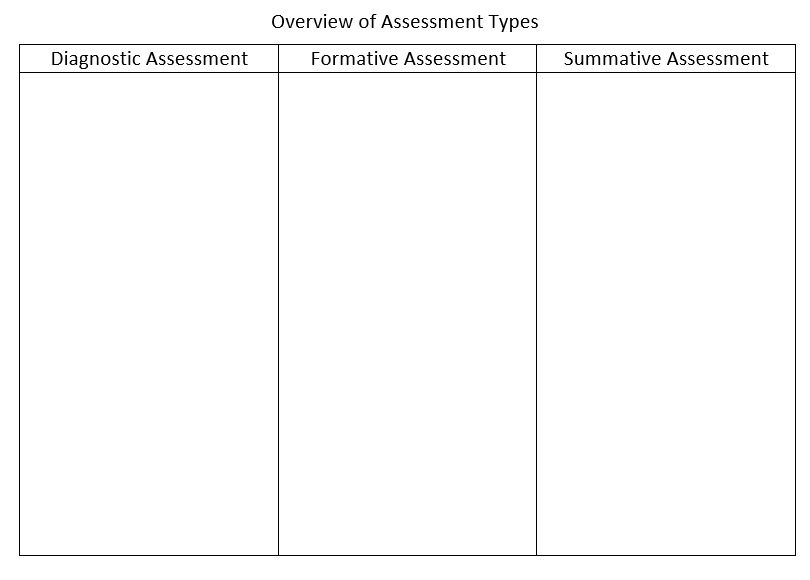 Overview of Assessment Types
Diagnostic Assessment
Formative Assessment
Summative Assessment